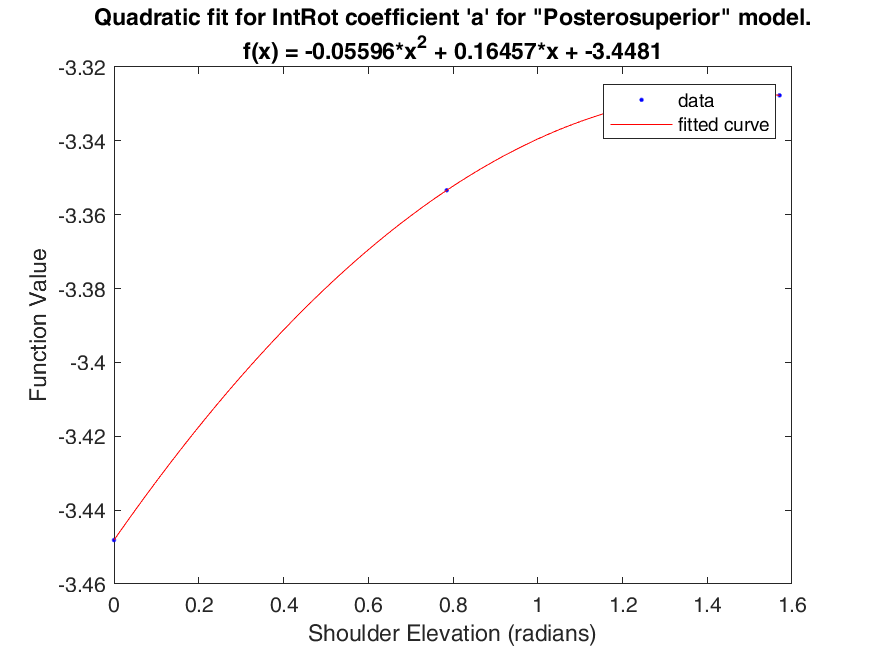 Quadratic fit for IntRot coefficient 'a' for "Posterosuperior" model.
f(x) = -0.05596*x² + 0.16457*x + -3.4481
-3.32
-3.34
-3.36
-3.38
-3.4
-3.42
-3.44
-3.46
Function Value
data
fitted curve
0 0.2 0.4 0.6 0.8 1 1.2 1.4 1.6
Shoulder Elevation (radians)